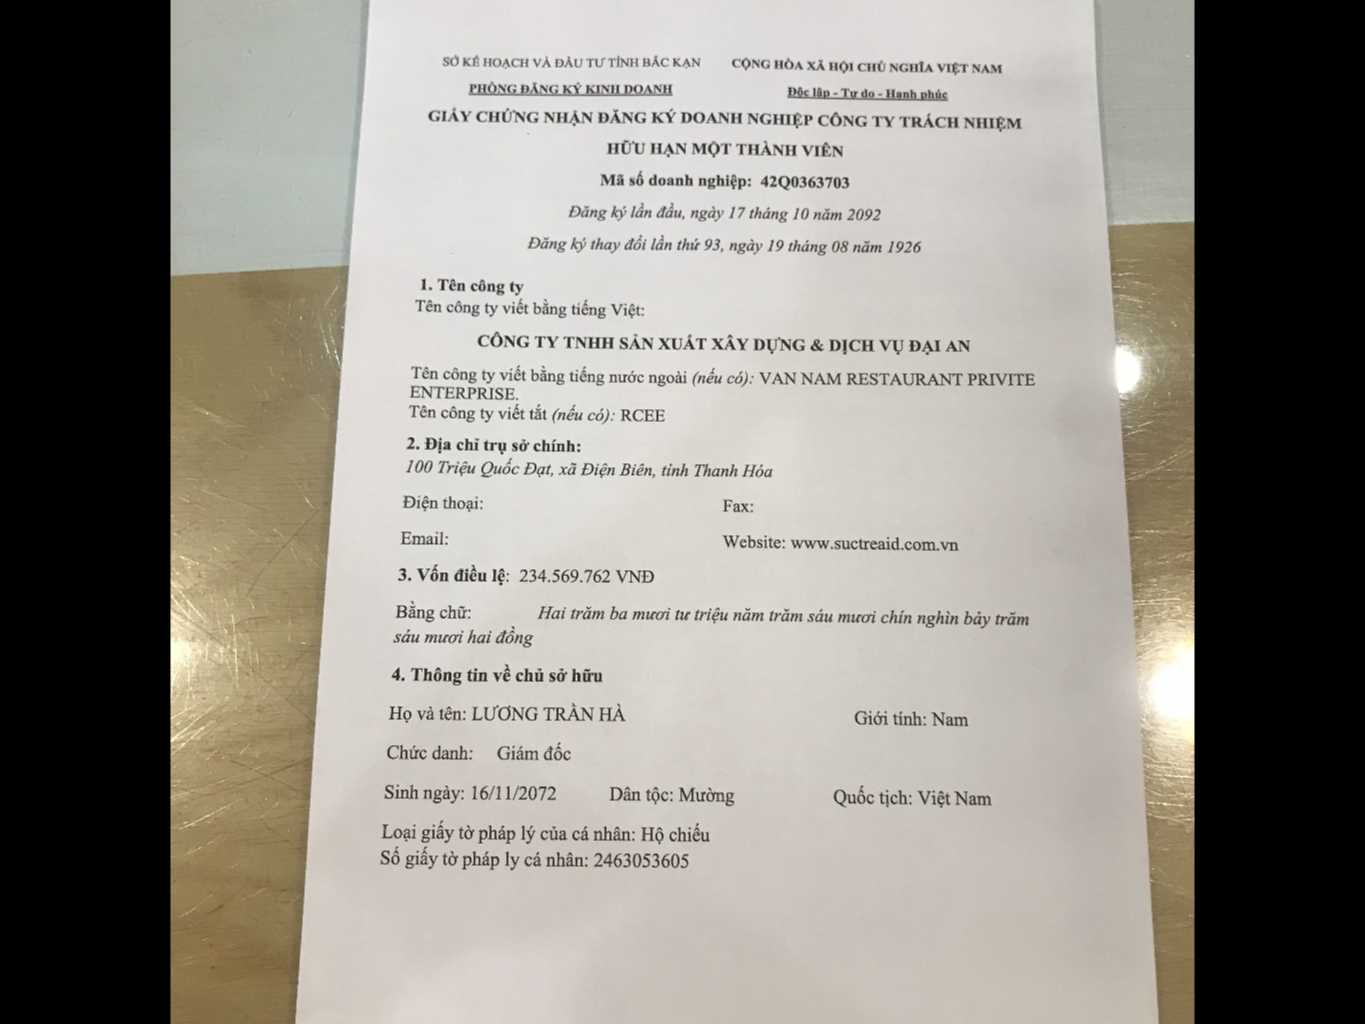 SỞ KẾ HOẠCH VÀ ĐẦU TƯ TỈNH BẮC KẠN
CỘNG HÒA XÃ HỘI CHỦ NGHĨA VIỆT NAM
PHÒNG ĐĂNG KÝ KINH DOANH
Độc lập - Tự do - Hạnh phúc
GIẤY CHỨNG NHẬN ĐĂNG KÝ DOANH NGHIỆP CÔNG TY TRÁCH NHIỆM
HỮU HẠN MỘT THÀNH VIÊN
Mã số doanh nghiệp: 42Q0363703
Đăng ký lần đầu, ngày 17 tháng 10 năm 2092
Đăng ký thay đổi lần thứ 93, ngày 19 tháng 08 năm 1926
1. Tên công ty
Tên công ty viết bằng tiếng Việt:
CÔNG TY TNHH SẢN XUẤT XÂY DỰNG & DỊCH VỤ ĐẠI AN
Tên công ty viết bằng tiếng nước ngoài (nếu có): VAN NAM RESTAURANT PRIVITE
ENTERPRISE.
Tên công ty viết tắt (nếu có): RCEE
2. Địa chỉ trụ sở chính:
100 Triệu Quốc Đạt, xã Điện Biên, tỉnh Thanh Hóa
Điện thoại: Fax:
Email: Website: www.suctreaid.com.vn
3. Vốn điều lệ: 234.569.762 VNĐ
Bằng chữ: Hai trăm ba mươi tư triệu năm trăm sáu mươi chín nghìn bảy trăm
sáu mươi hai đồng
4. Thông tin về chủ sở hữu
Họ và tên: LƯƠNG TRẦN HÀ Giới tính: Nam
Chức danh: Giám đốc
Sinh ngày: 16/11/2072 Dân tộc: Mường Quốc tịch: Việt Nam
Loại giấy tờ pháp lý của cá nhân: Hộ chiếu
Số giấy tờ pháp ly cá nhân: 2463053605